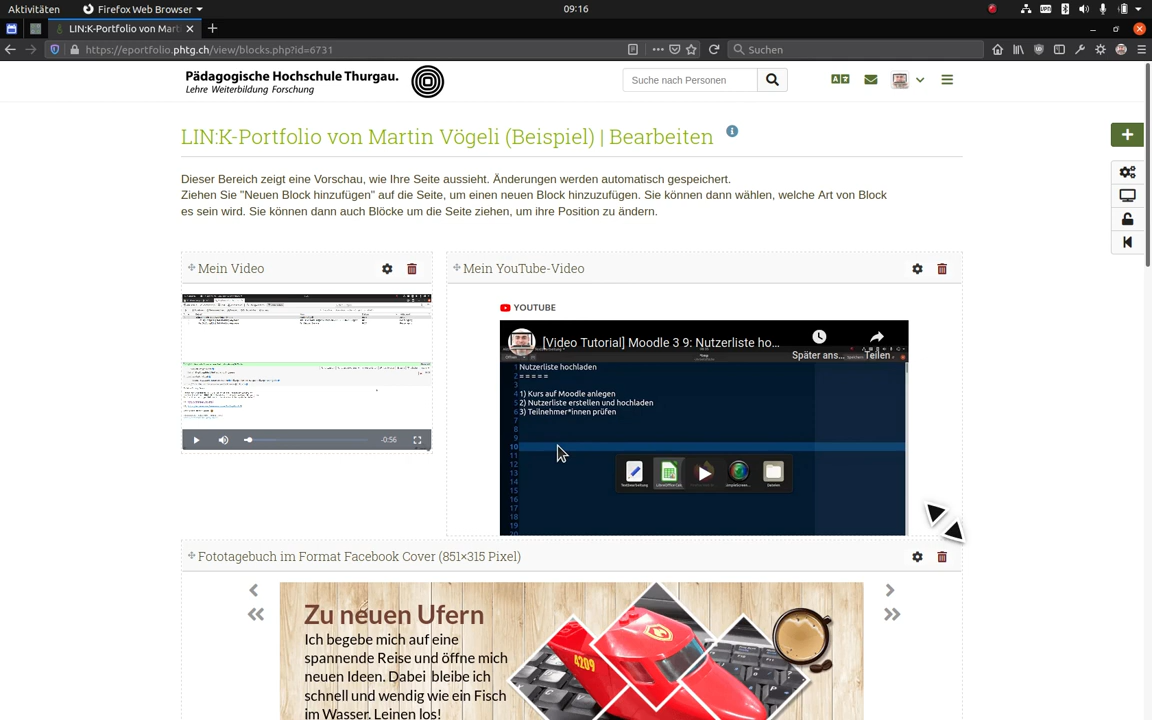 Aktivitäten
Firefox Web Browser
09:16
LIN:K-Portfolio von Mart
https://eportfolio.phtg.ch/view/blocks.php?id=6731
Suchen
Pädagogische Hochschule Thurgau.
Lehre Weiterbildung Forschung
Suche nach Personen
LIN:K-Portfolio von Martin Vögeli (Beispiel) | Bearbeiten
Dieser Bereich zeigt eine Vorschau, wie Ihre Seite aussieht. Änderungen werden automatisch gespeichert.
Ziehen Sie "Neuen Block hinzufügen" auf die Seite, um einen neuen Block hinzuzufügen. Sie können dann wählen, welche Art von Block
es sein wird. Sie können dann auch Blöcke um die Seite ziehen, um ihre Position zu ändern.
Mein Video
Mein YouTube-Video
YOUTUBE
[Video Tutorial] Moodle 3 9: Nutzerliste ho...
Später ans...
Teilen
Nutzerliste hochladen
=====
1) Kurs auf Moodle anlegen
2) Nutzerliste erstellen und hochladen
3) Teilnehmer*innen prüfen
-0:56
Fototagebuch im Format Facebook Cover (851×315 Pixel)
Zu neuen Ufern
Ich begebe mich auf eine
spannende Reise und öffne mich
neuen Ideen. Dabei bleibe ich
schnell und wendig wie ein Fisch
im Wasser. Leinen los!
4209